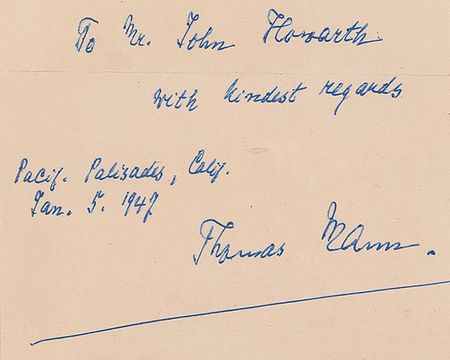 To Mr. John Howarth.
with kindest regards
Pacif. Palisades, Calif.
Jan. 5. 1947
Thomas Mann.